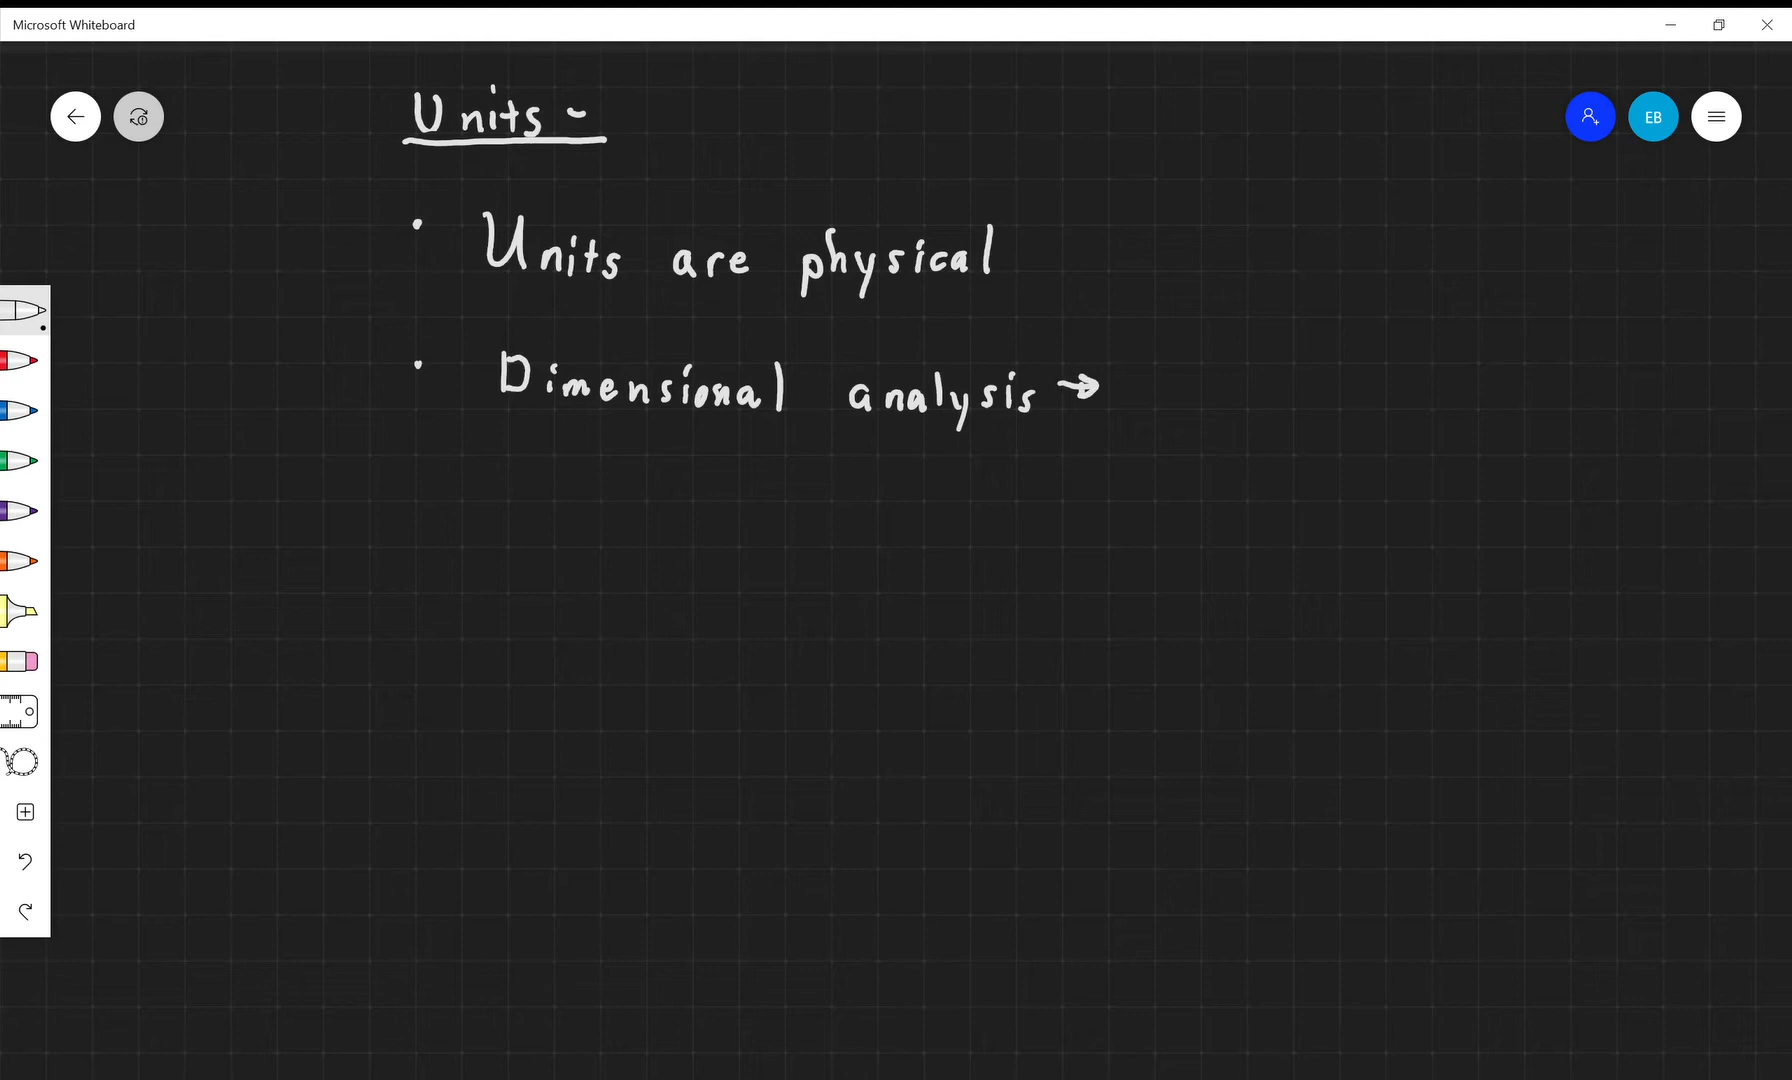 Microsoft Whiteboard
Units -
EB
· Units are physical
· Dimensional analysis →